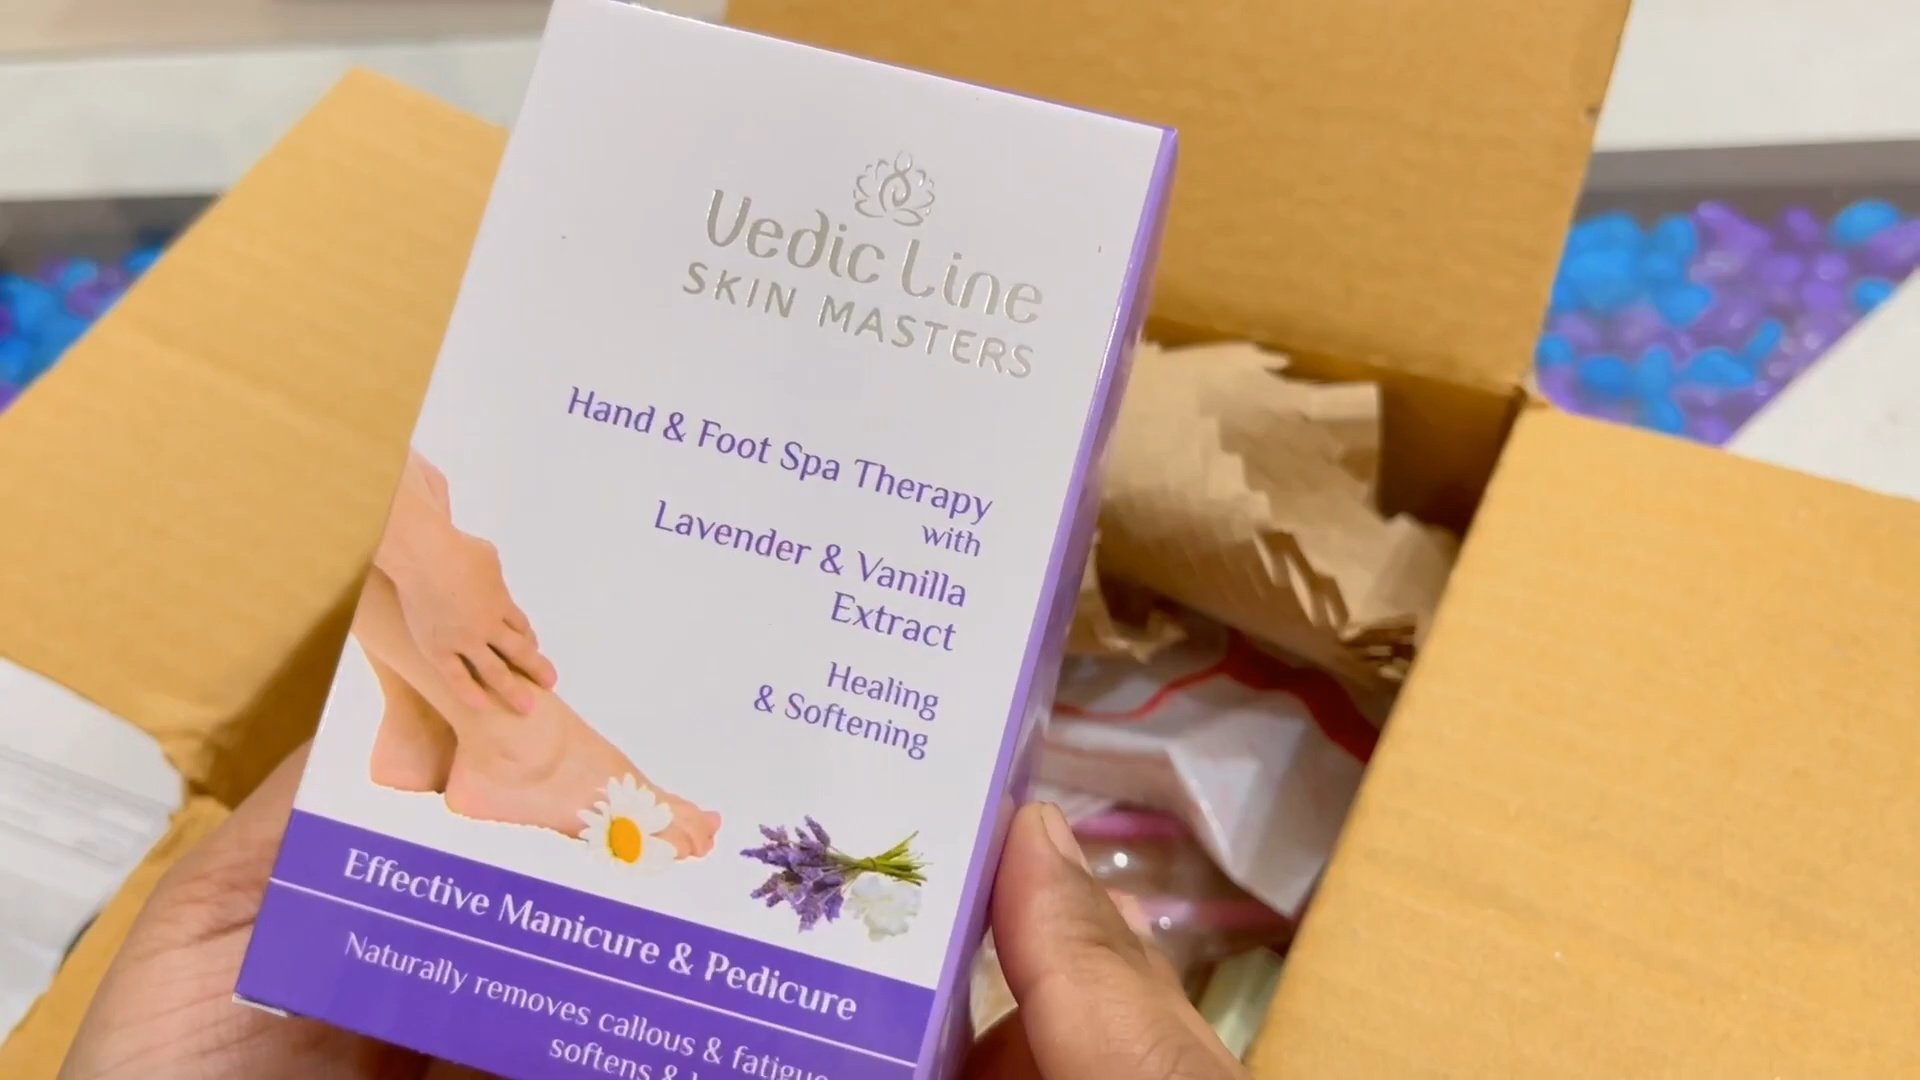 Vedic Line
SKIN MASTERS
Hand & Foot Spa Therapy
with
Lavender & Vanilla
Extract
Healing
& Softening
Effective Manicure & Pedicure
Naturally removes callous & fatigue
softens &